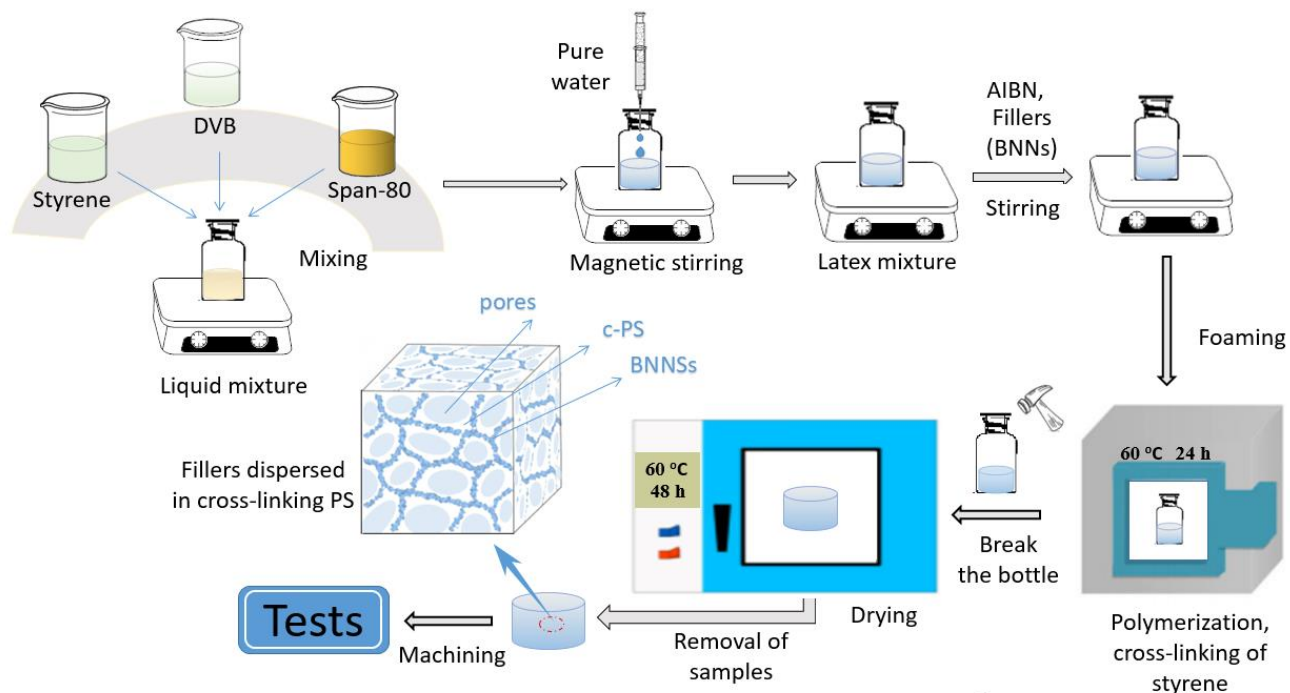 Styrene
DVB
Span-80
Mixing
Liquid mixture
Pure
water
Magnetic stirring
Latex mixture
AIBN,
Fillers
(BNNs)
Stirring
Foaming
60 ℃ 24 h
Polymerization,
cross-linking of
styrene
Break
the bottle
60 ℃
48 h
Drying
Removal of
samples
pores
c-PS
BNNSs
Fillers dispersed
in cross-linking PS
Machining
Tests